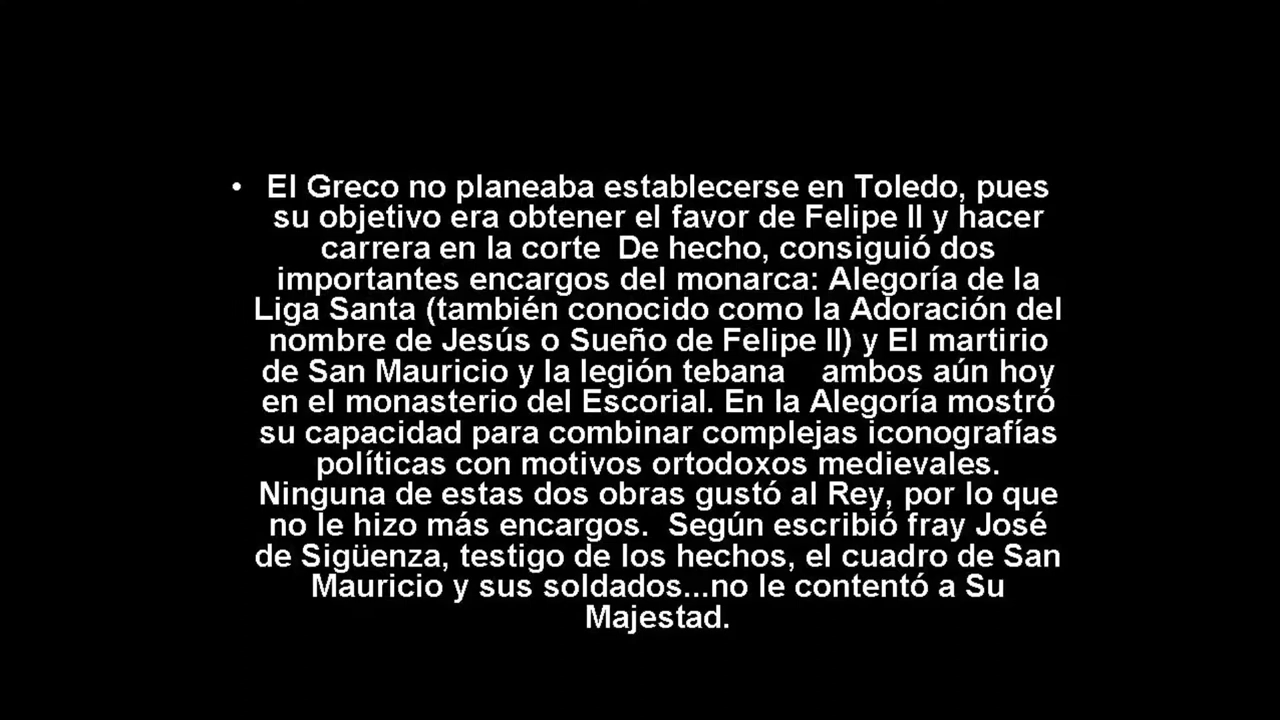 • El Greco no planeaba establecerse en Toledo, pues
su objetivo era obtener el favor de Felipe II y hacer
carrera en la corte  De hecho, consiguió dos
importantes encargos del monarca: Alegoría de la
Liga Santa (también conocido como la Adoración del
nombre de Jesús o Sueño de Felipe II) y El martirio
de San Mauricio y la legión tebana    ambos aún hoy
en el monasterio del Escorial. En la Alegoría mostró
su capacidad para combinar complejas iconografías
políticas con motivos ortodoxos medievales.
Ninguna de estas dos obras gustó al Rey, por lo que
no le hizo más encargos.  Según escribió fray José
de Sigüenza, testigo de los hechos, el cuadro de San
Mauricio y sus soldados...no le contentó a Su
Majestad.